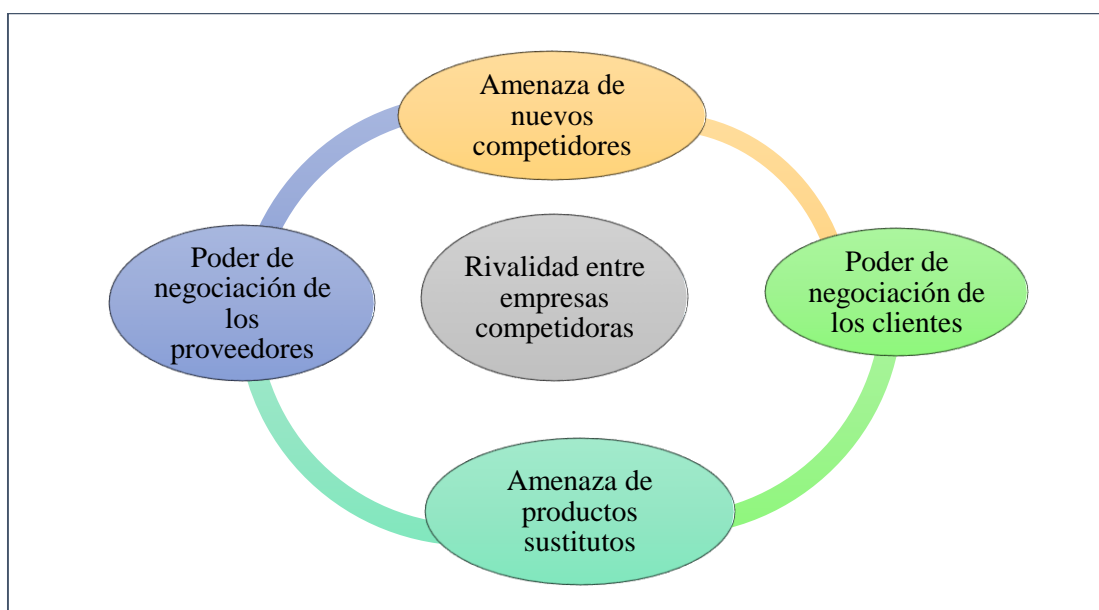 Amenaza de
nuevos
competidores
Poder de
negociación de
los
proveedores
Rivalidad entre
empresas
competidoras
Poder de
negociación de
los clientes
Amenaza de
productos
sustitutos